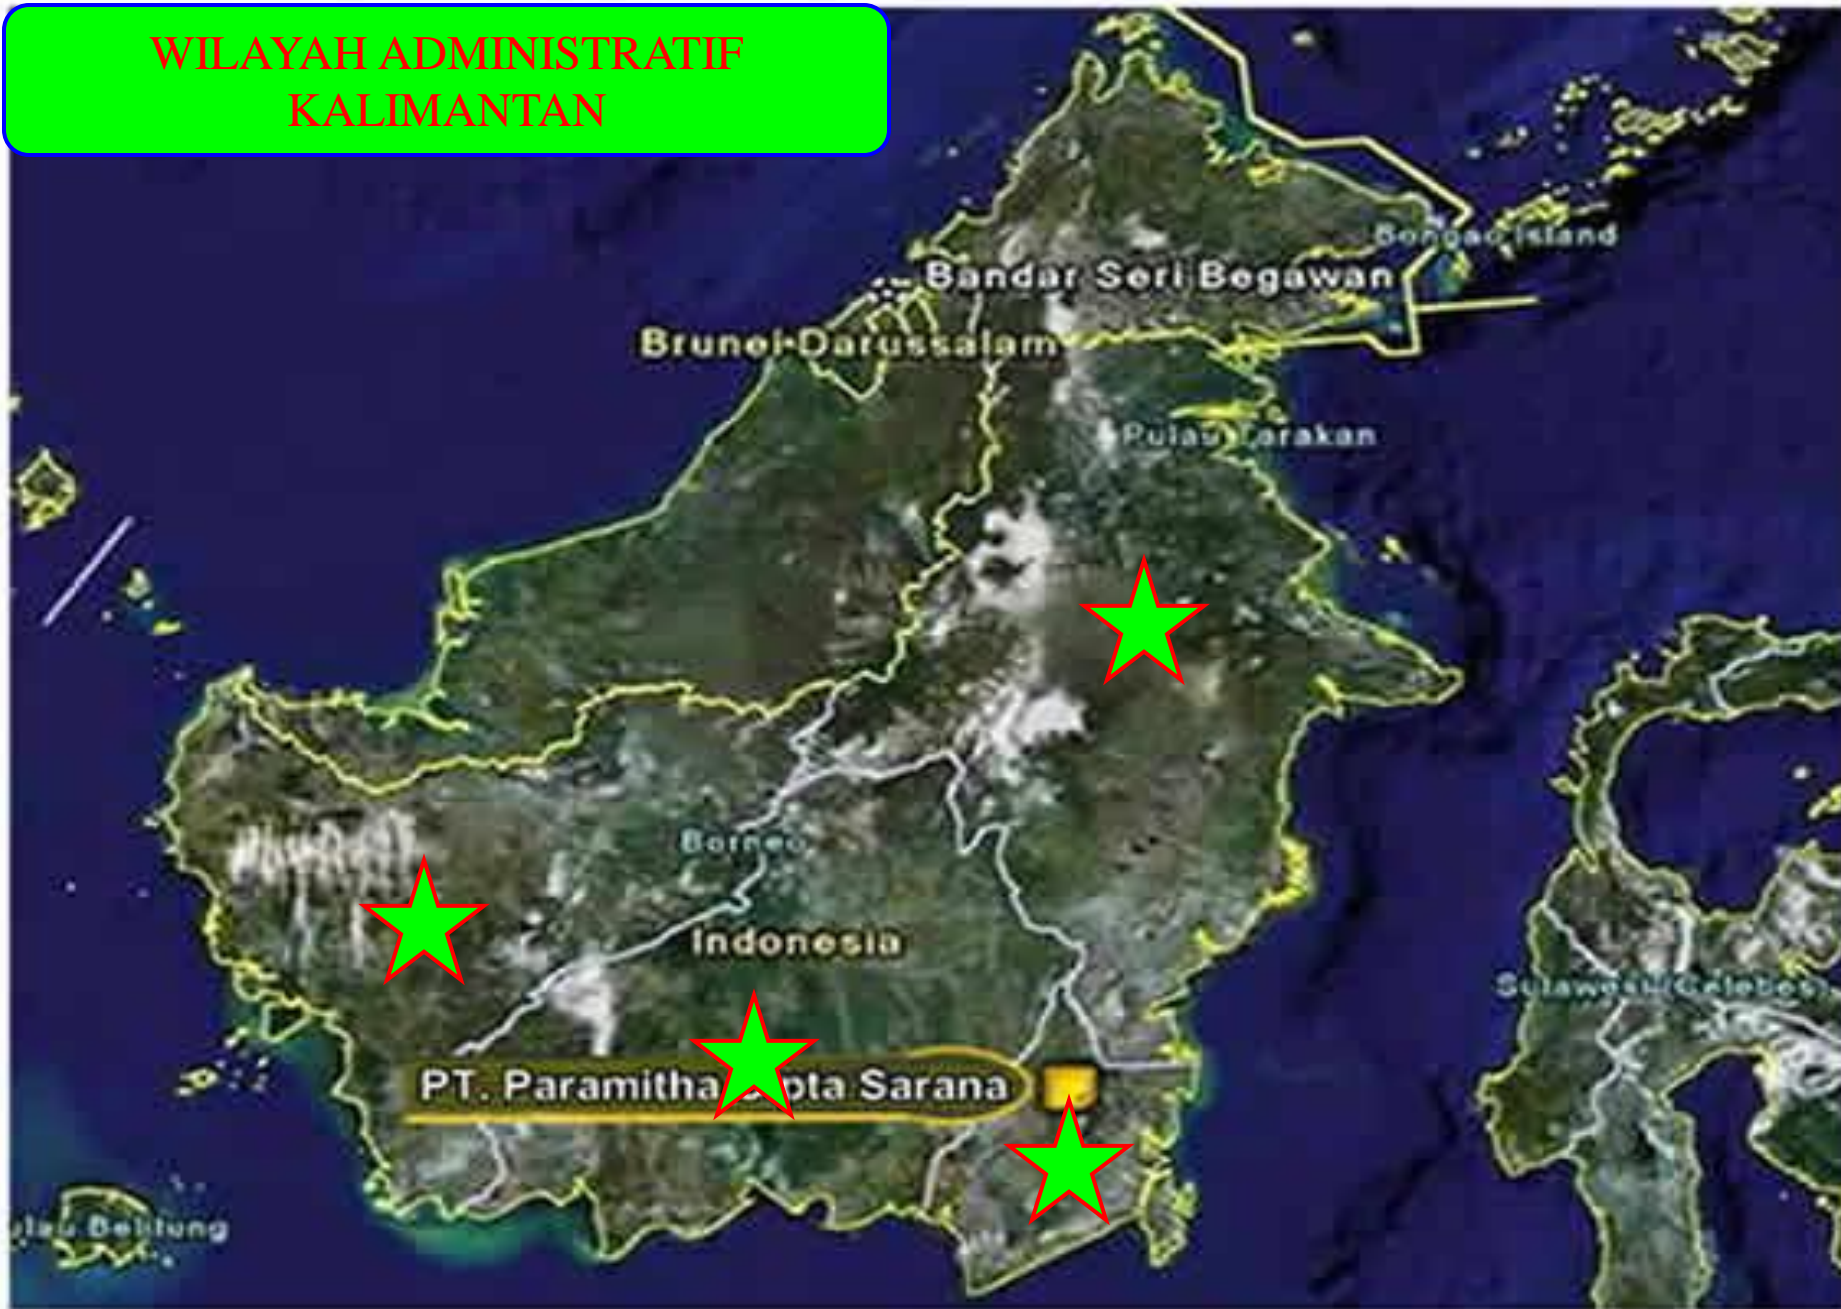 WILAYAH ADMINISTRATIF
KALIMANTAN
Bongao Island
Bandar Seri Begawan
Brunei Darussalam
Pulau Tarakan
Borneo
Indonesia
Sulawesi (Celebes)
PT. Paramitha Sarana
Belitung